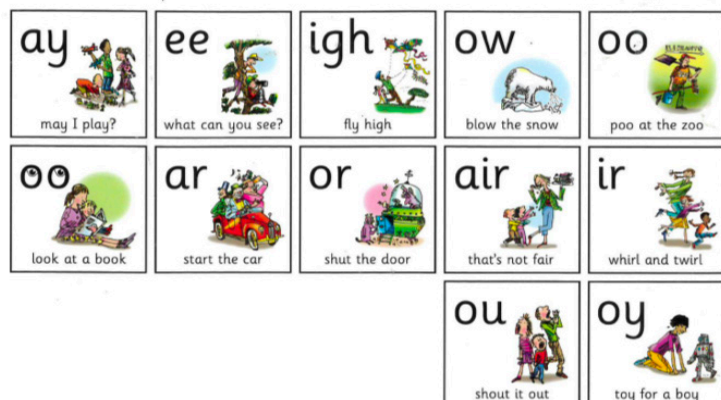 ay
may I play?
ee
what can you see?
igh
fly high
ow
blow the snow
oo
poo at the zoo
oo
look at a book
ar
start the car
or
shut the door
air
that's not fair
ir
whirl and twirl
ou
shout it out
oy
toy for a boy